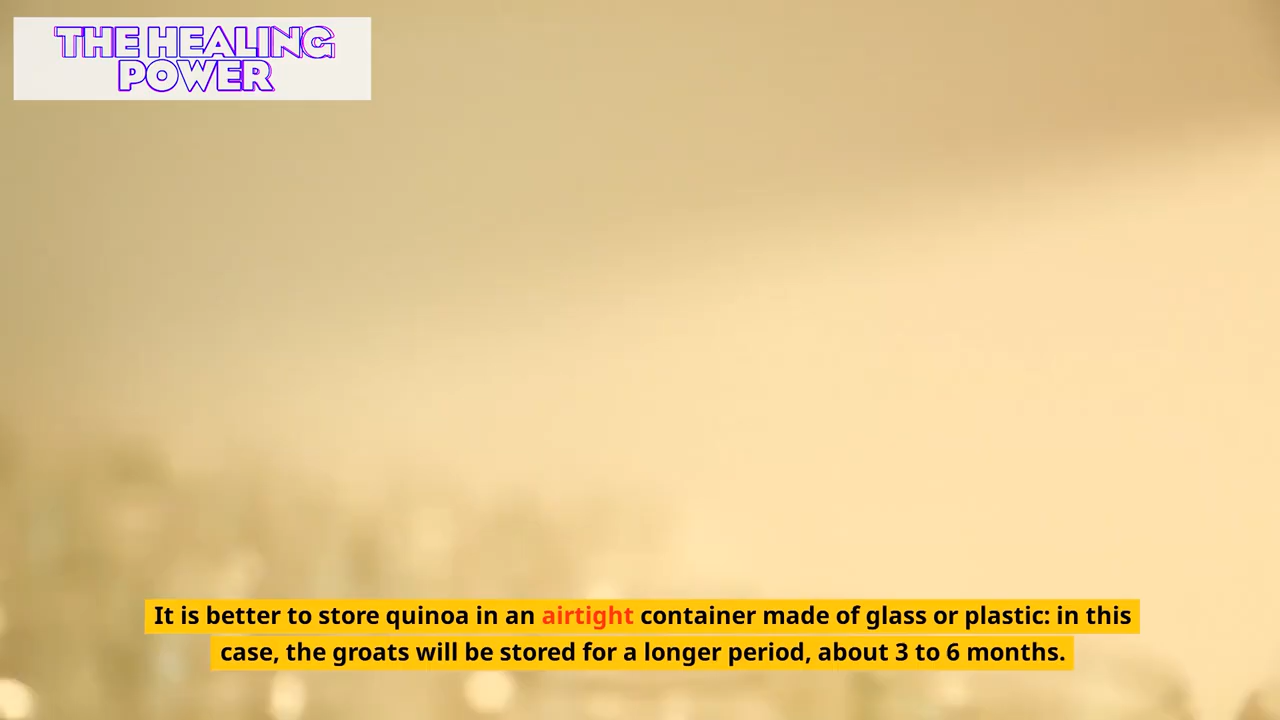 THE HEALING
POWER
It is better to store quinoa in an airtight container made of glass or plastic: in this
case, the groats will be stored for a longer period, about 3 to 6 months.